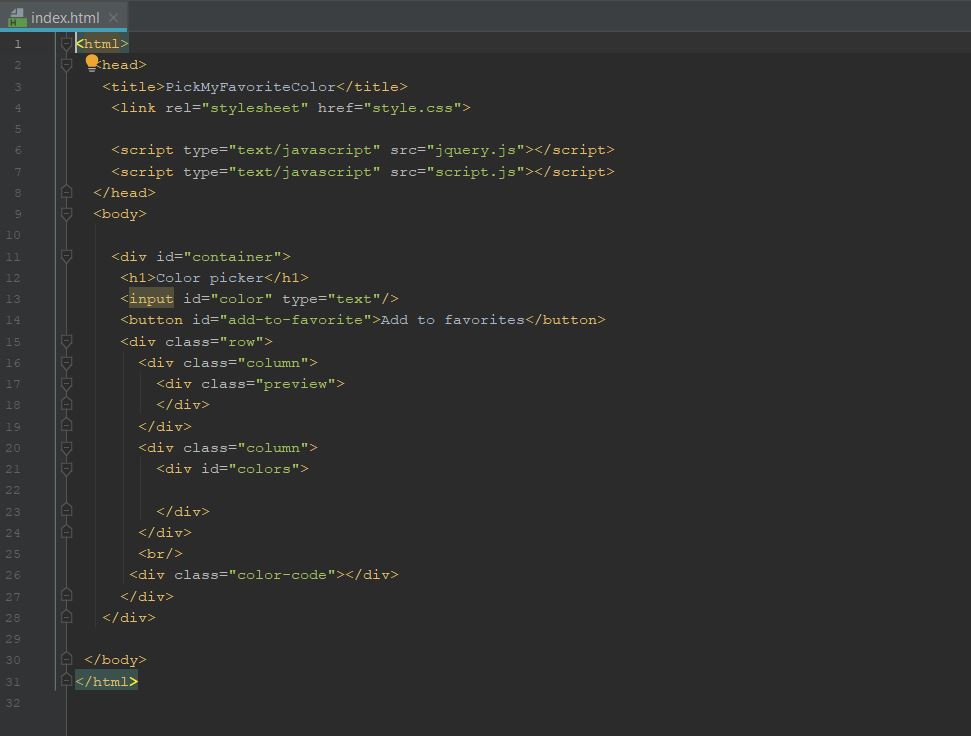 index.html
1 <html>
2 <head>
3 <title>PickMyFavoriteColor</title>
4 <link rel="stylesheet" href="style.css">
5
6 <script type="text/javascript" src="jquery.js"></script>
7 <script type="text/javascript" src="script.js"></script>
8 </head>
9 <body>
10
11 <div id="container">
12 <h1>Color picker</h1>
13 <input id="color" type="text"/>
14 <button id="add-to-favorite">Add to favorites</button>
15 <div class="row">
16 <div class="column">
17 <div class="preview">
18 </div>
19 </div>
20 <div class="column">
21 <div id="colors">
22
23 </div>
24 </div>
25 <br/>
26 <div class="color-code"></div>
27 </div>
28 </div>
29
30 </body>
31 </html>
32